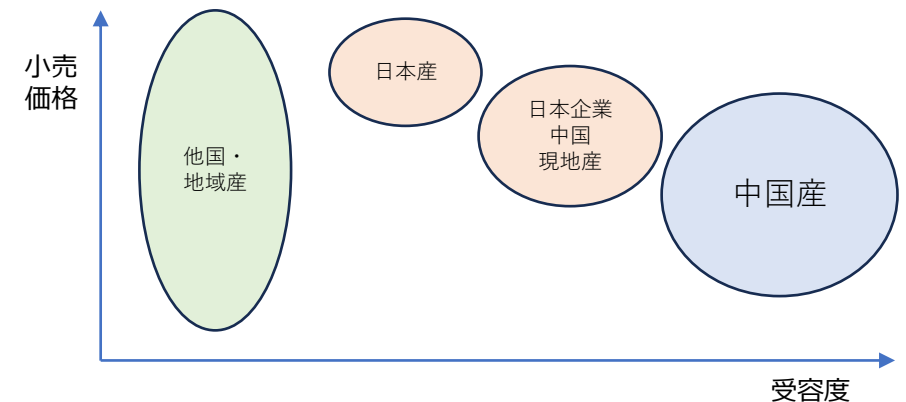 小売
価格
他国・
地域産
日本産
日本企業
中国
現地産
中国産
受容度